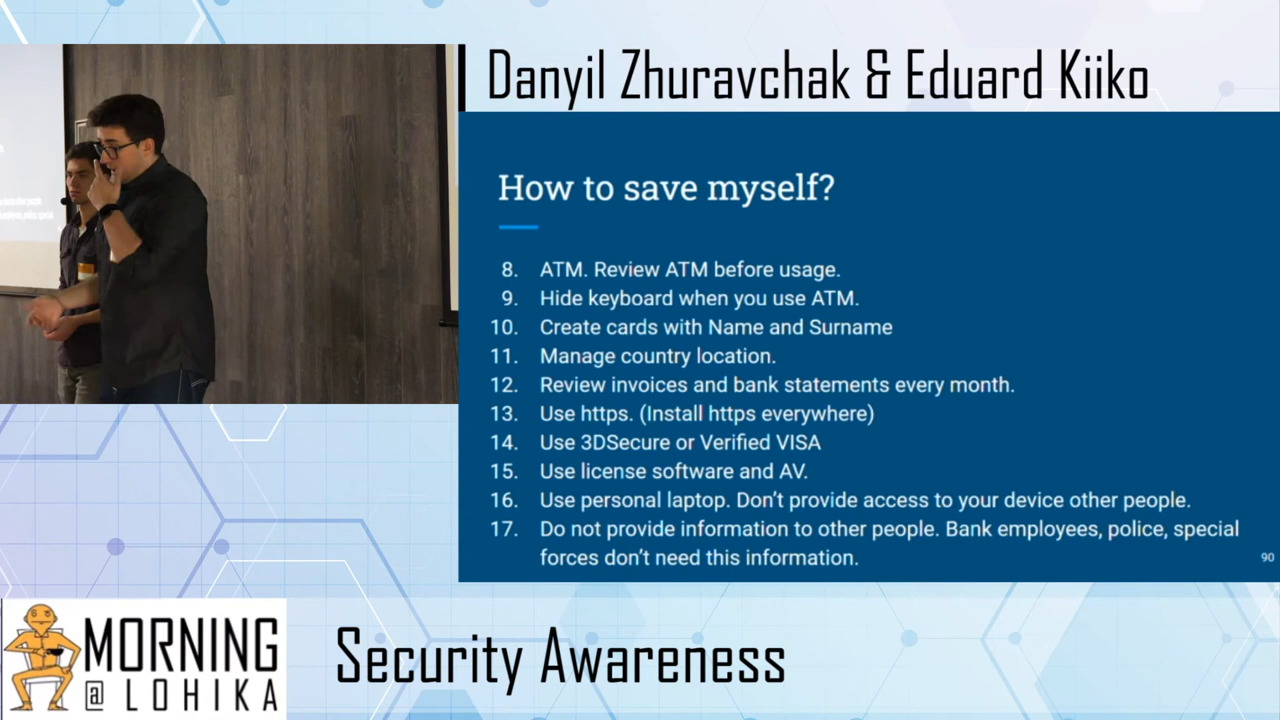 Danyil Zhuravchak & Eduard Kiiko
How to save myself?
8. ATM. Review ATM before usage.
9. Hide keyboard when you use ATM.
10. Create cards with Name and Surname
11. Manage country location.
12. Review invoices and bank statements every month.
13. Use https. (Install https everywhere)
14. Use 3DSecure or Verified VISA
15. Use license software and AV.
16. Use personal laptop. Don't provide access to your device other people.
17. Do not provide information to other people. Bank employees, police, special
forces don't need this information.
90
MORNING
@ LOHIKA
Security Awareness